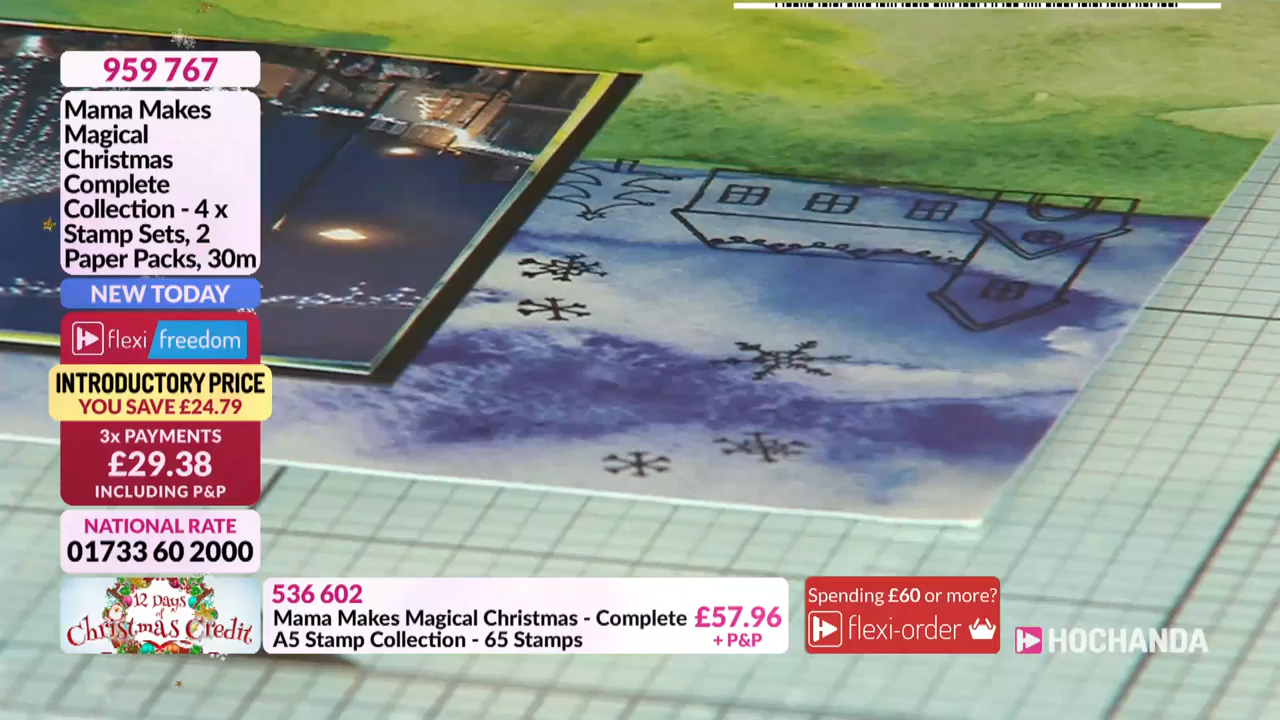 959 767
Mama Makes
Magical
Christmas
Complete
Collection - 4 x
Stamp Sets, 2
Paper Packs, 30m
NEW TODAY
flexi freedom
INTRODUCTORY PRICE
YOU SAVE £24.79
3x PAYMENTS
£29.38
INCLUDING P&P
NATIONAL RATE
01733 60 2000
12 Days
of
Christmas Credit
536 602
Mama Makes Magical Christmas - Complete
A5 Stamp Collection - 65 Stamps
£57.96
+ P&P
Spending £60 or more?
flexi-order
HOCHANDA